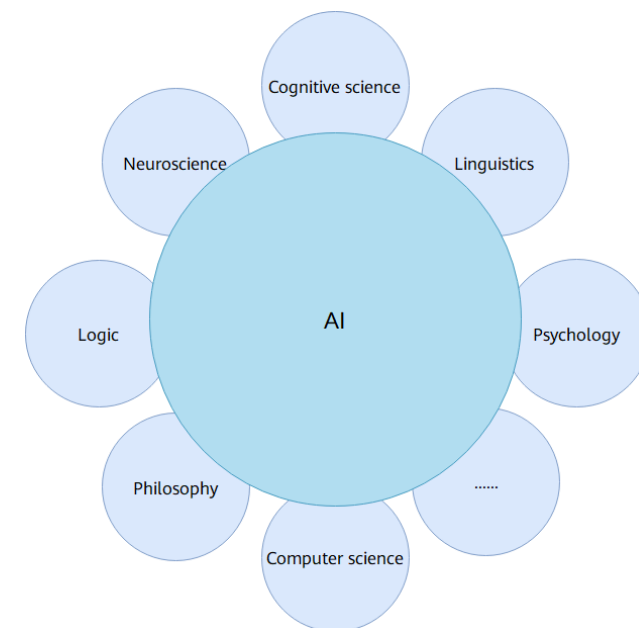 Cognitive science
Neuroscience
Linguistics
AI
Logic
Psychology
Philosophy
......
Computer science